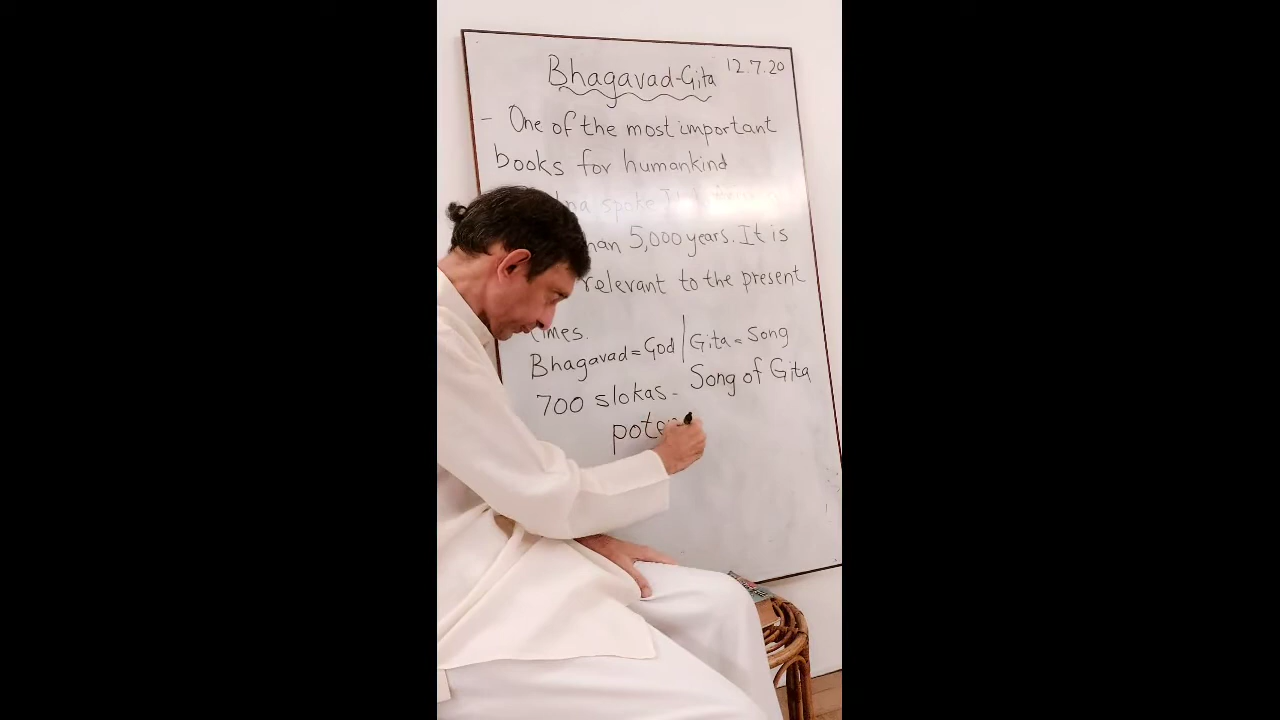 Bhagavad-Gita 12.7.20
- One of the most important
books for humankind
spoke
5,000 years. It is
relevant to the present
times.
Bhagavad = God | Gita = Song
Song of Gita
700 slokas -